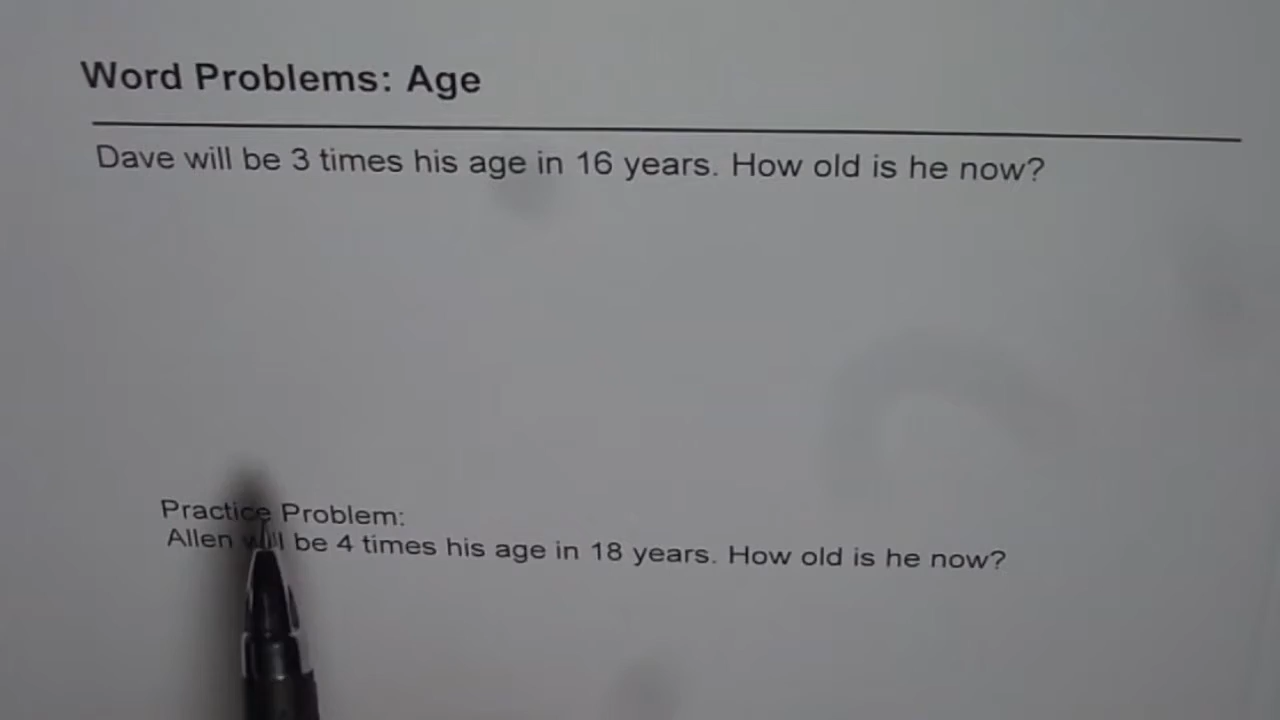 Word Problems: Age
Dave will be 3 times his age in 16 years. How old is he now?
Practice Problem:
Allen will be 4 times his age in 18 years. How old is he now?